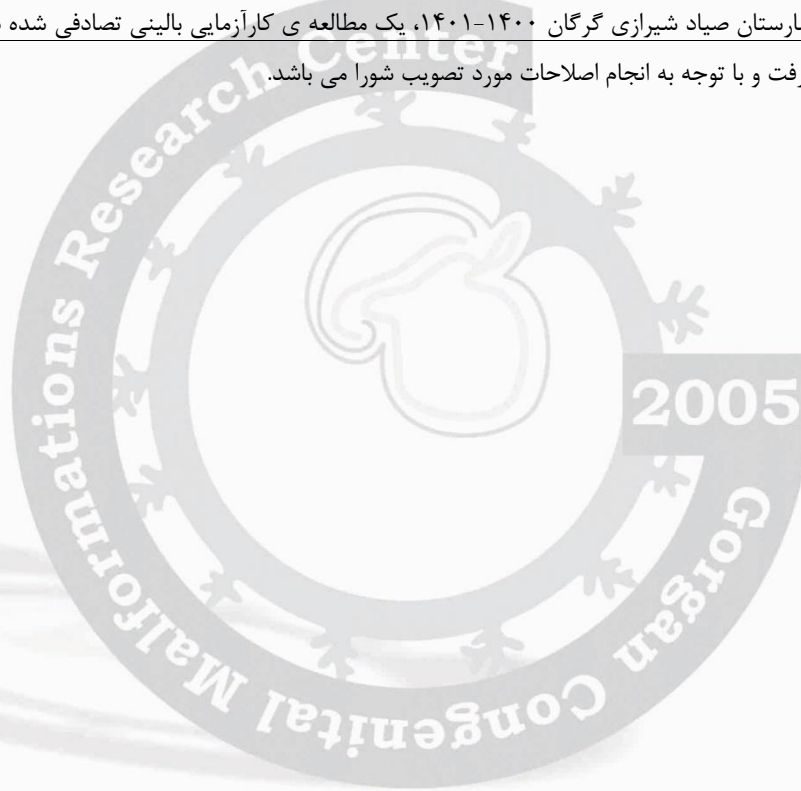 ارستان صیاد شیرازی گرگان ۱۴۰۰-۱۴۰۱، یک مطالعه ی کارآزمایی بالینی تصادفی شده
رفت و با توجه به انجام اصلاحات مورد تصویب شورا می باشد.
Gorgan Congenital Malformations Research Center
2005